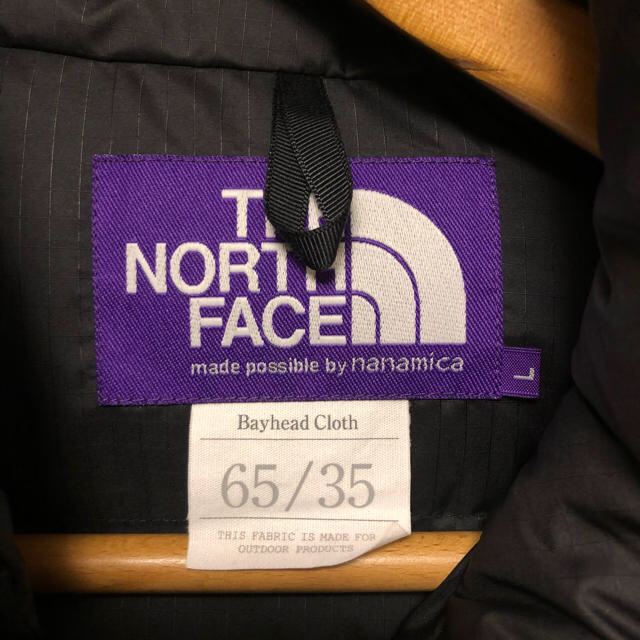 THE
NORTH
FACE
made possible by nanamica
L
Bayhead Cloth
65/35
THIS FABRIC IS MADE FOR
OUTDOOR PRODUCTS